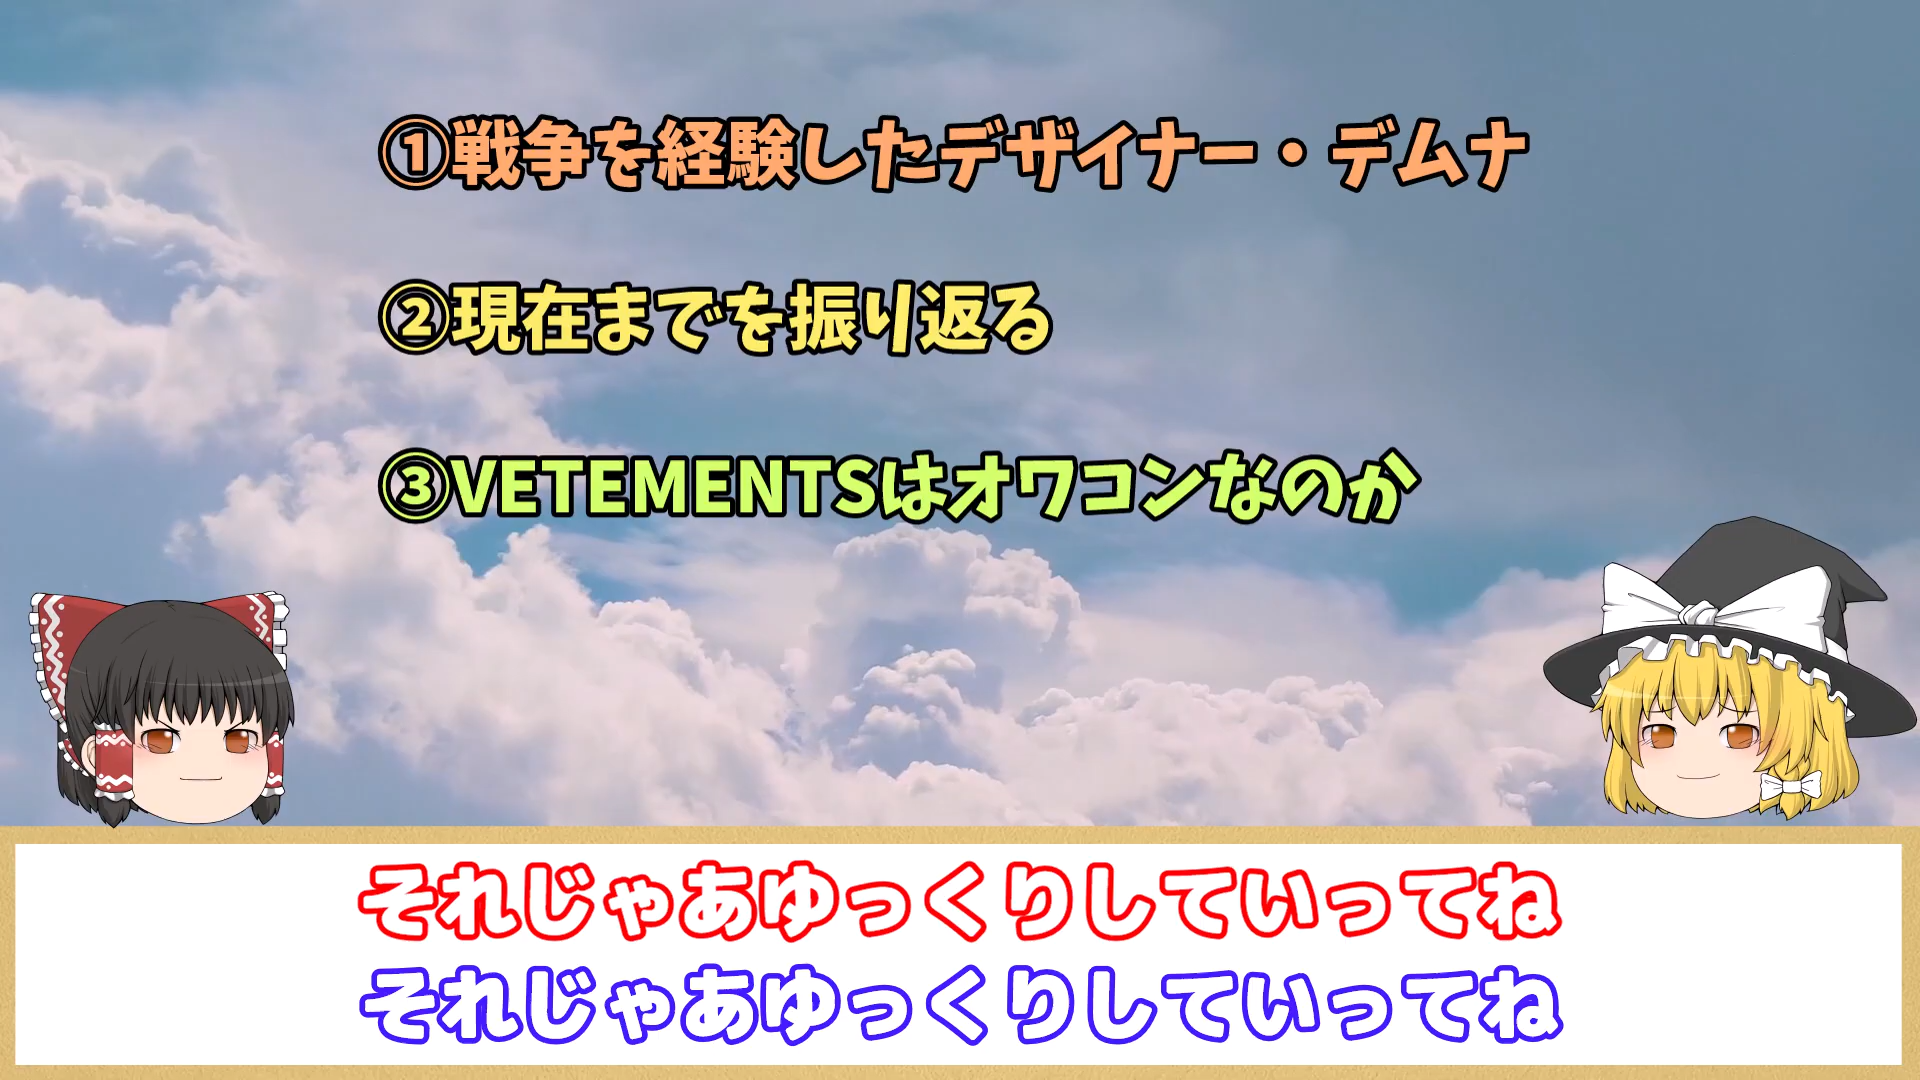 ①戦争を経験したデザイナー・デムナ
②現在までを振り返る
③VETEMENTSはオワコンなのか
それじゃあゆっくりしていってね
それじゃあゆっくりしていってね